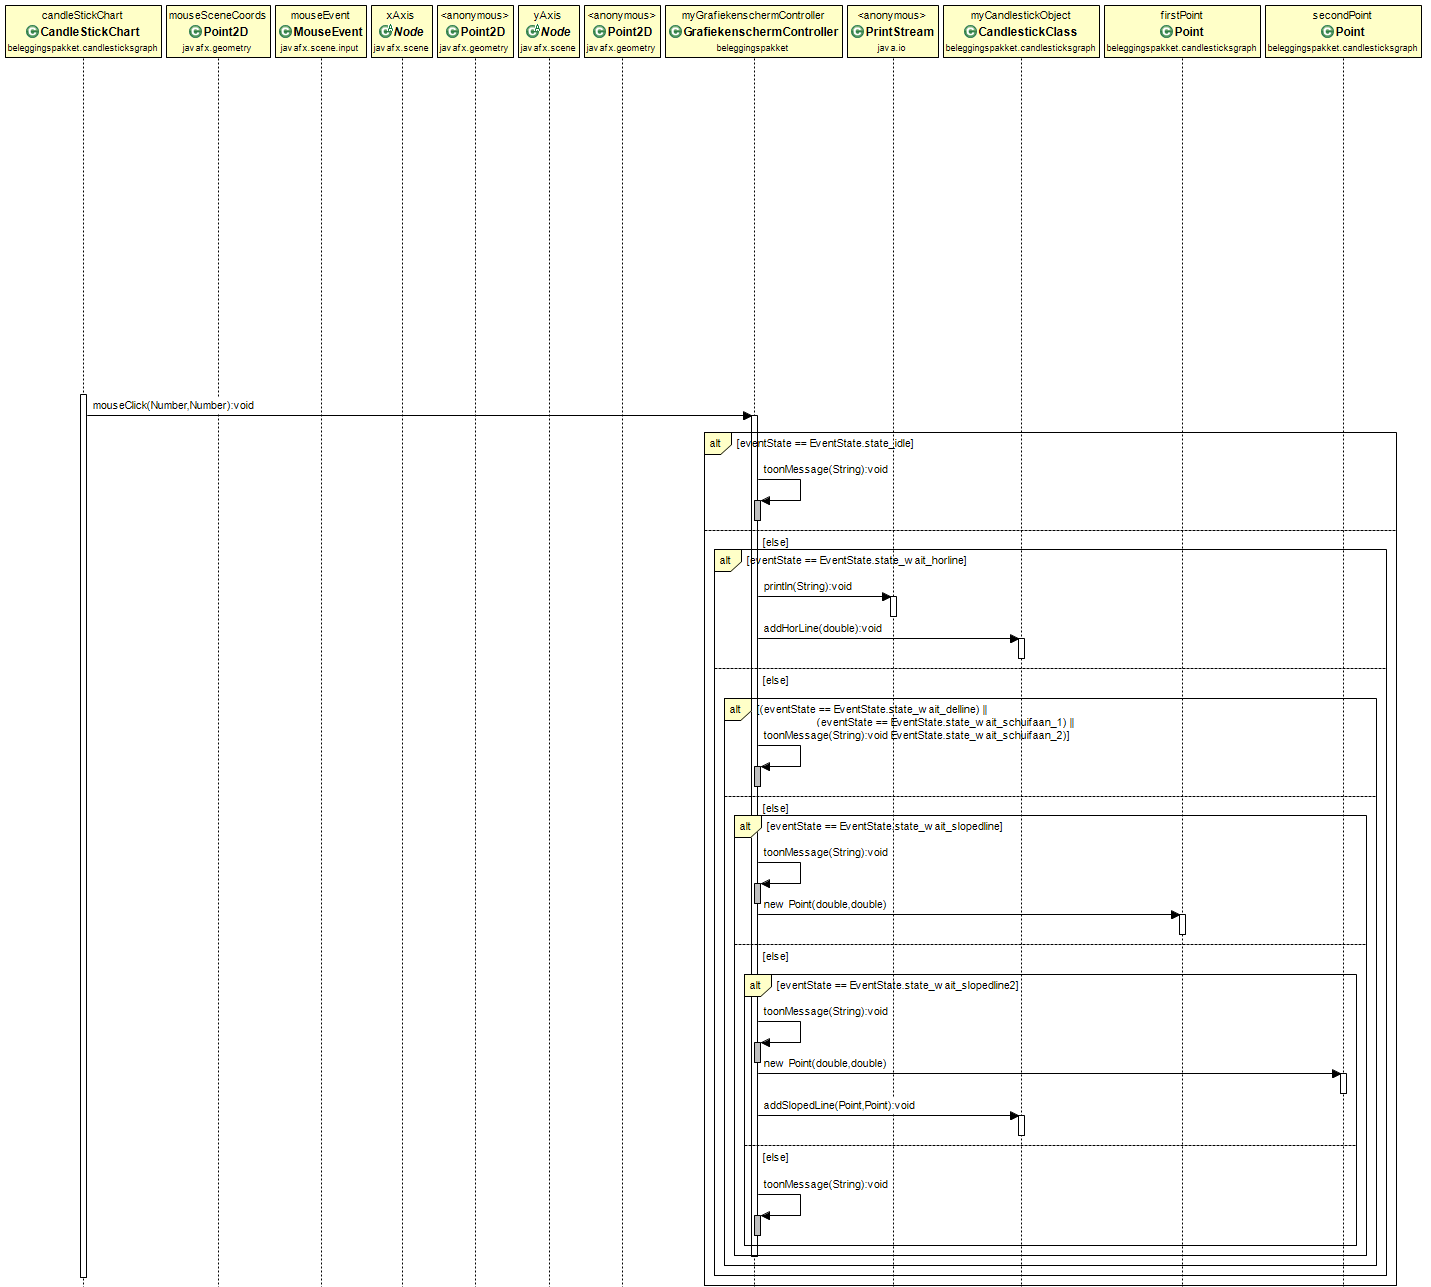 candleStickChart
CandleStickChart
beleggingspakket.candlesticksgraph
mouseSceneCoords
Point2D
javafx.geometry
mouseEvent
MouseEvent
javafx.scene.input
xAxis
Node
javafx.scene
<anonymous>
Point2D
javafx.geometry
yAxis
Node
javafx.scene
<anonymous>
Point2D
javafx.geometry
myGrafiekenschermController
GrafiekenschermController
beleggingspakket
<anonymous>
PrintStream
java.io
myCandlestickObject
CandlestickClass
beleggingspakket.candlesticksgraph
firstPoint
Point
beleggingspakket.candlesticksgraph
secondPoint
Point
beleggingspakket.candlesticksgraph
mouseClick(Number,Number):void
alt [eventState == EventState.state_idle]
toonMessage(String):void
[else]
alt [eventState == EventState.state_wait_horline]
println(String):void
addHorLine(double):void
[else]
alt [(eventState == EventState.state_wait_delline) ||
(eventState == EventState.state_wait_schuifaan_1) ||
toonMessage(String):void EventState.state_wait_schuifaan_2)]
[else]
alt [eventState == EventState.state_wait_slopedline]
toonMessage(String):void
new Point(double,double)
[else]
alt [eventState == EventState.state_wait_slopedline2]
toonMessage(String):void
new Point(double,double)
addSlopedLine(Point,Point):void
[else]
toonMessage(String):void